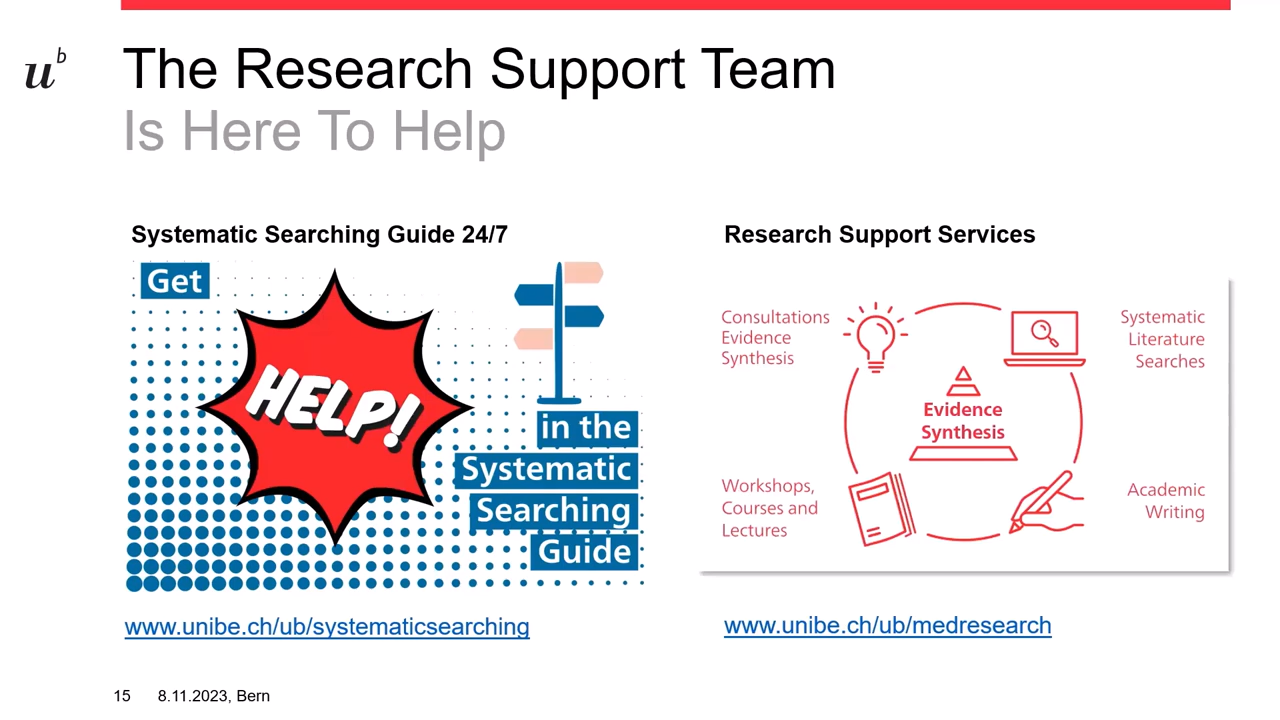 u b
The Research Support Team
Is Here To Help
Systematic Searching Guide 24/7
Get
HELP!
in the
Systematic
Searching
Guide
www.unibe.ch/ub/systematicsearching
Research Support Services
Consultations
Evidence
Synthesis
Systematic
Literature
Searches
Evidence
Synthesis
Workshops,
Courses and
Lectures
Academic
Writing
www.unibe.ch/ub/medresearch
15 8.11.2023, Bern